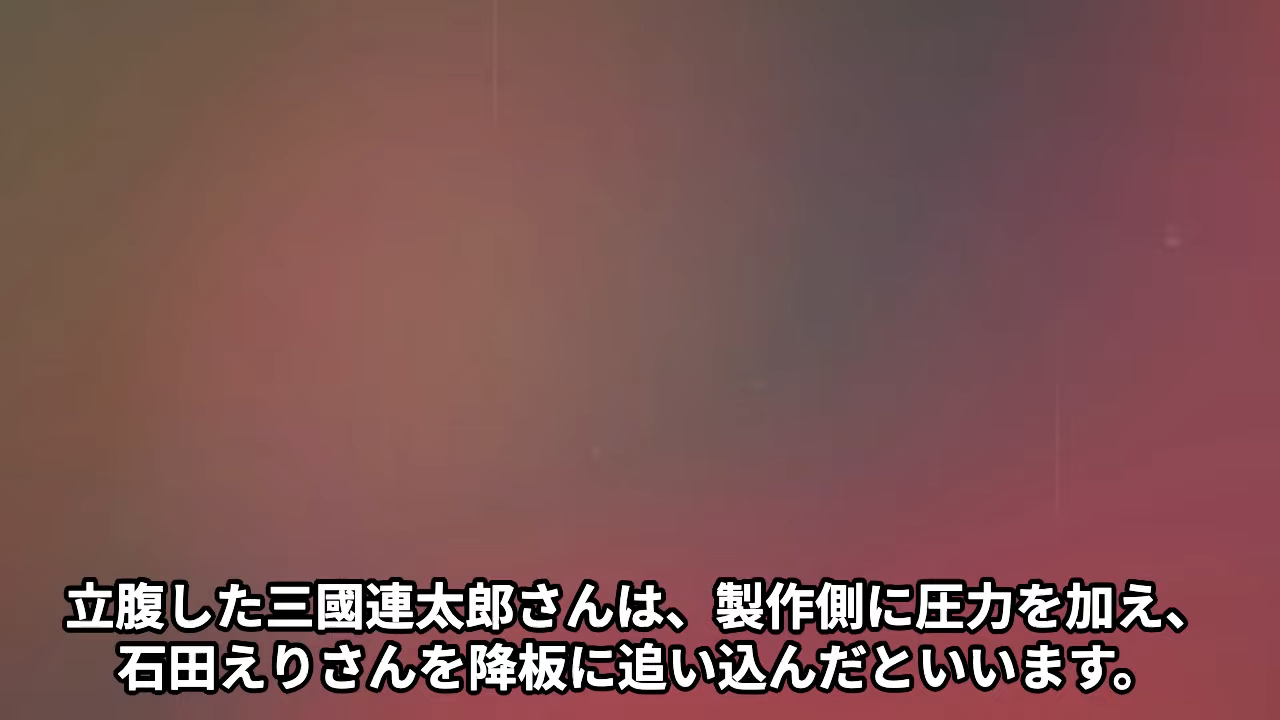 立腹した三國連太郎さんは、製作側に圧力を加え、
石田えりさんを降板に追い込んだといいます。